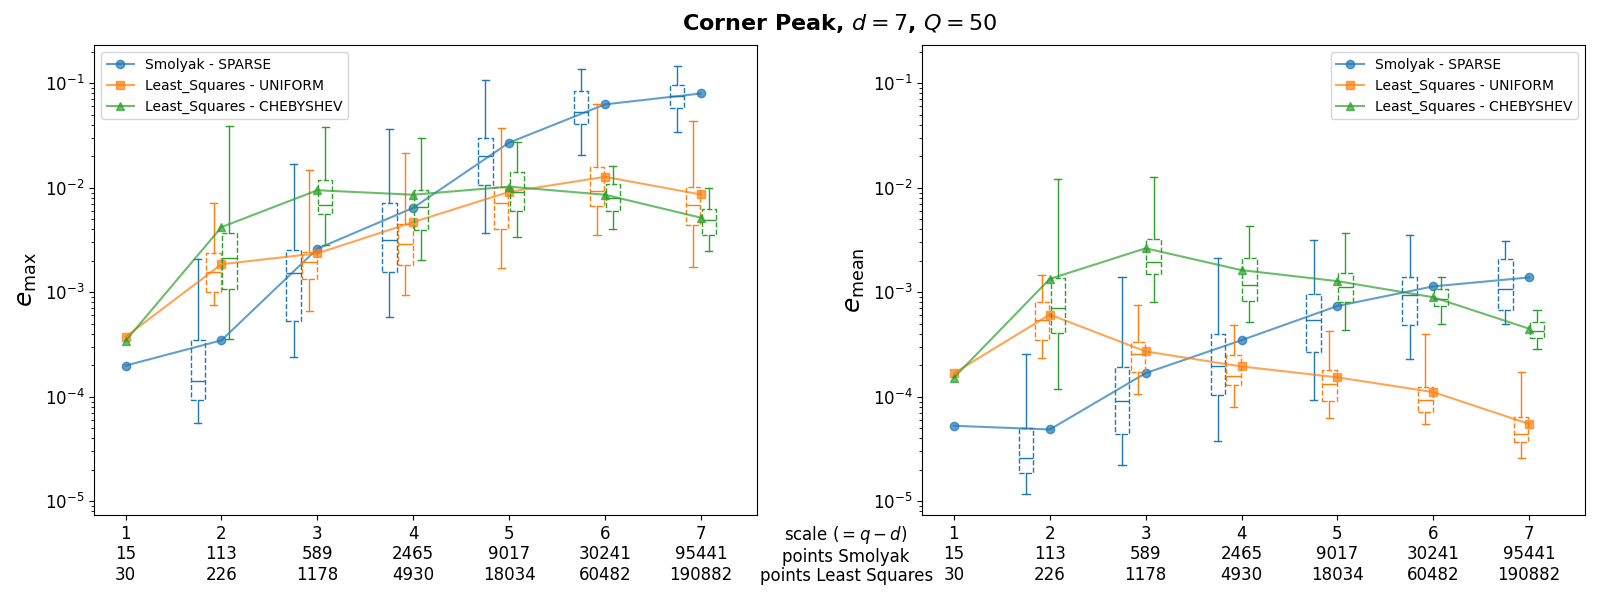 Corner Peak, d = 7, Q = 50
Smolyak - SPARSE
Least_Squares - UNIFORM
Least_Squares - CHEBYSHEV
10⁻¹
10⁻²
10⁻³
10⁻⁴
10⁻⁵
e_max
1 2 3 4 5 6 7
15 113 589 2465 9017 30241 95441
30 226 1178 4930 18034 60482 190882
scale (= q − d)
points Smolyak
points Least Squares
Smolyak - SPARSE
Least_Squares - UNIFORM
Least_Squares - CHEBYSHEV
10⁻¹
10⁻²
10⁻³
10⁻⁴
10⁻⁵
e_mean
1 2 3 4 5 6 7
15 113 589 2465 9017 30241 95441
30 226 1178 4930 18034 60482 190882